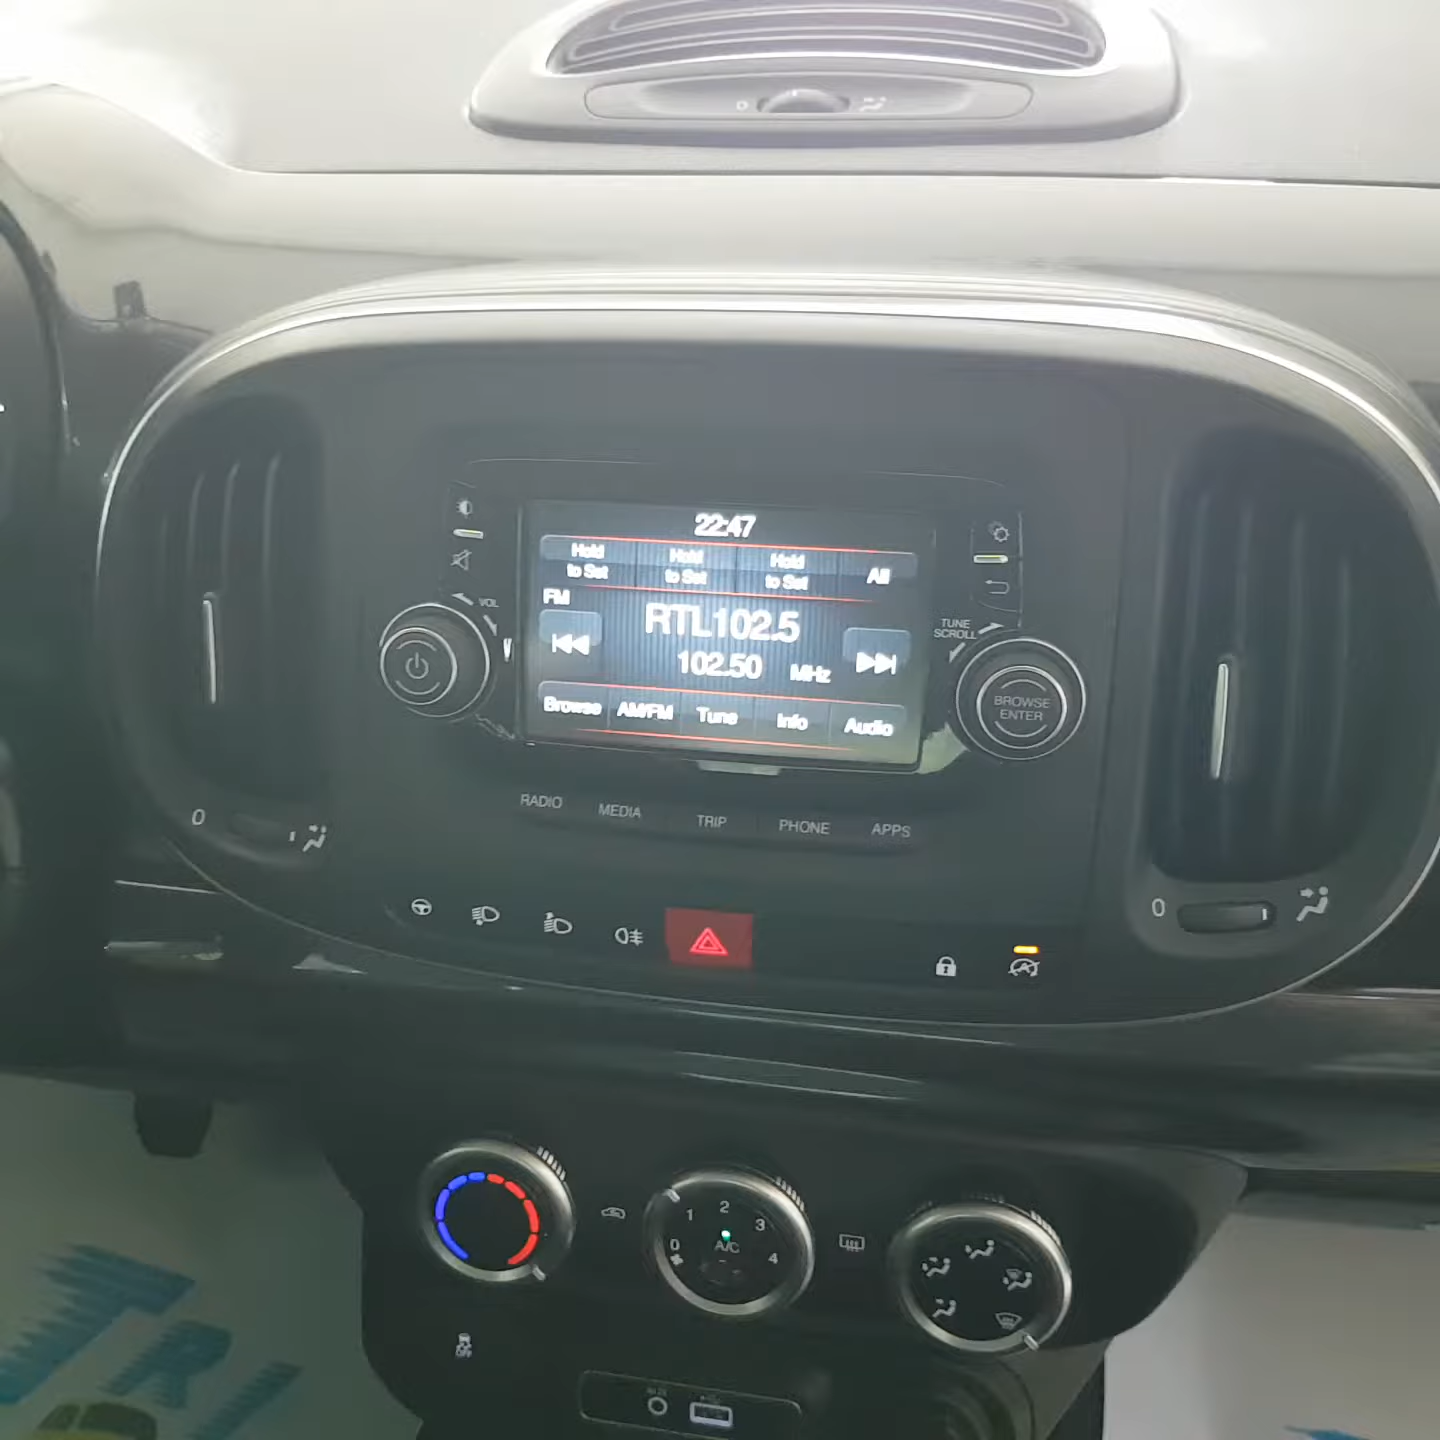 22:47
Hold to Set
Hold to Set
Hold to Set
All
FM
RTL102.5
102.50 MHz
Browse AM/FM Tune Info Audio
VOL
TUNE
SCROLL
BROWSE
ENTER
RADIO MEDIA TRIP PHONE APPS
0
0
0 1 2 3 4
A/C
OFF
TRI